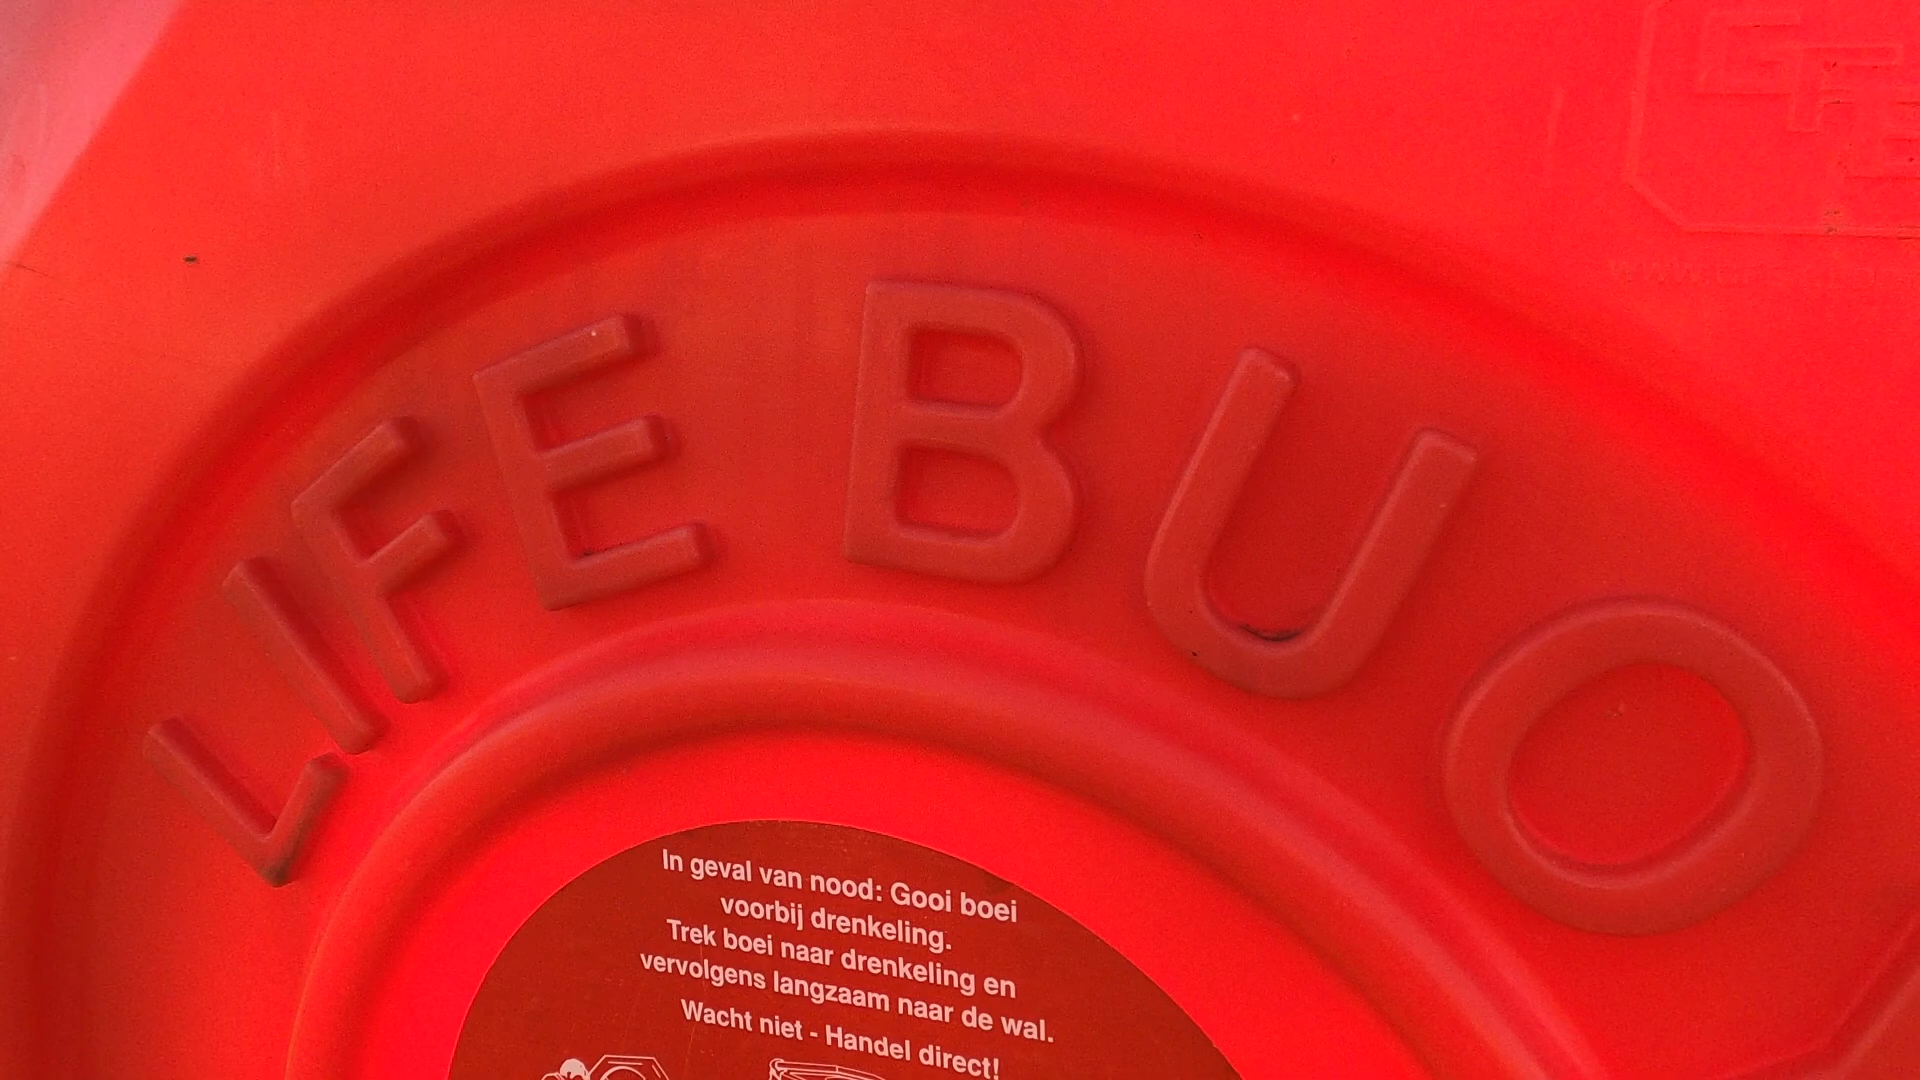 LIFE BUO
In geval van nood: Gooi boei
voorbij drenkeling.
Trek boei naar drenkeling en
vervolgens langzaam naar de wal.
Wacht niet - Handel direct!